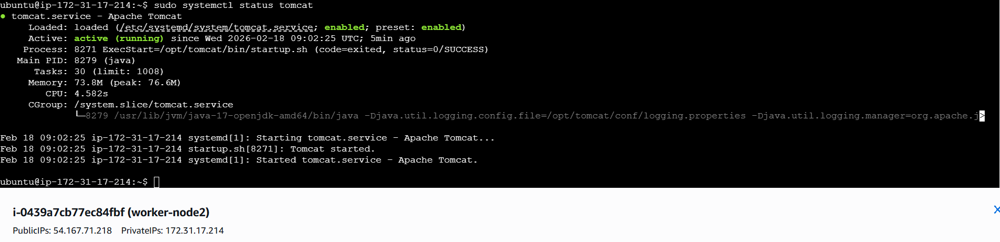 ubuntu@ip-172-31-17-214:~$ sudo systemctl status tomcat
● tomcat.service - Apache Tomcat
Loaded: loaded (/etc/systemd/system/tomcat.service; enabled; preset: enabled)
Active: active (running) since Wed 2026-02-18 09:02:25 UTC; 5min ago
Process: 8271 ExecStart=/opt/tomcat/bin/startup.sh (code=exited, status=0/SUCCESS)
Main PID: 8279 (java)
Tasks: 30 (limit: 1008)
Memory: 73.8M (peak: 76.6M)
CPU: 4.582s
CGroup: /system.slice/tomcat.service
└─8279 /usr/lib/jvm/java-17-openjdk-amd64/bin/java -Djava.util.logging.config.file=/opt/tomcat/conf/logging.properties -Djava.util.logging.manager=org.apache.j>
Feb 18 09:02:25 ip-172-31-17-214 systemd[1]: Starting tomcat.service - Apache Tomcat...
Feb 18 09:02:25 ip-172-31-17-214 startup.sh[8271]: Tomcat started.
Feb 18 09:02:25 ip-172-31-17-214 systemd[1]: Started tomcat.service - Apache Tomcat.
ubuntu@ip-172-31-17-214:~$
i-0439a7cb77ec84fbf (worker-node2)
PublicIPs: 54.167.71.218 PrivateIPs: 172.31.17.214